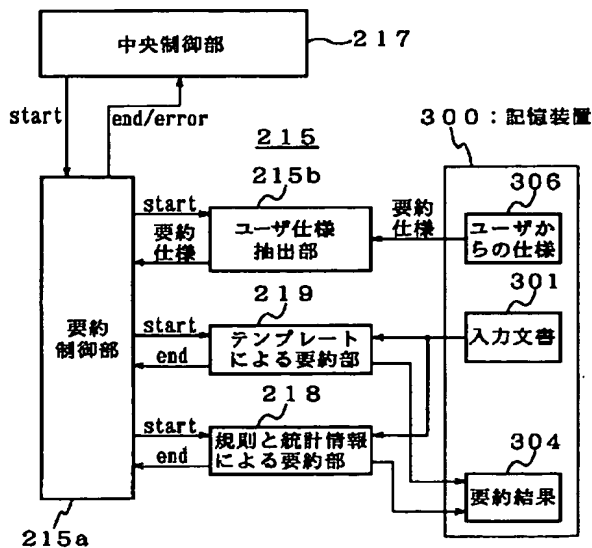 中央制御部
217
start
end/error
215
300：記憶装置
215b
306
start
要約
仕様
ユーザ仕様
抽出部
要約
仕様
ユーザか
らの仕様
219
301
要約
制御部
start
end
テンプレート
による要約部
入力文書
218
start
end
規則と統計情報
による要約部
304
要約結果
215a